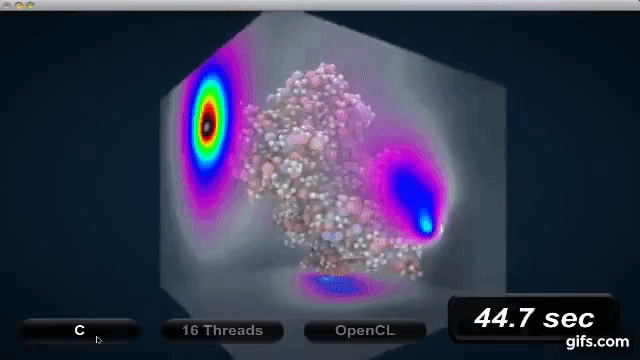 C
16 Threads
OpenCL
44.7 sec
gifs.com